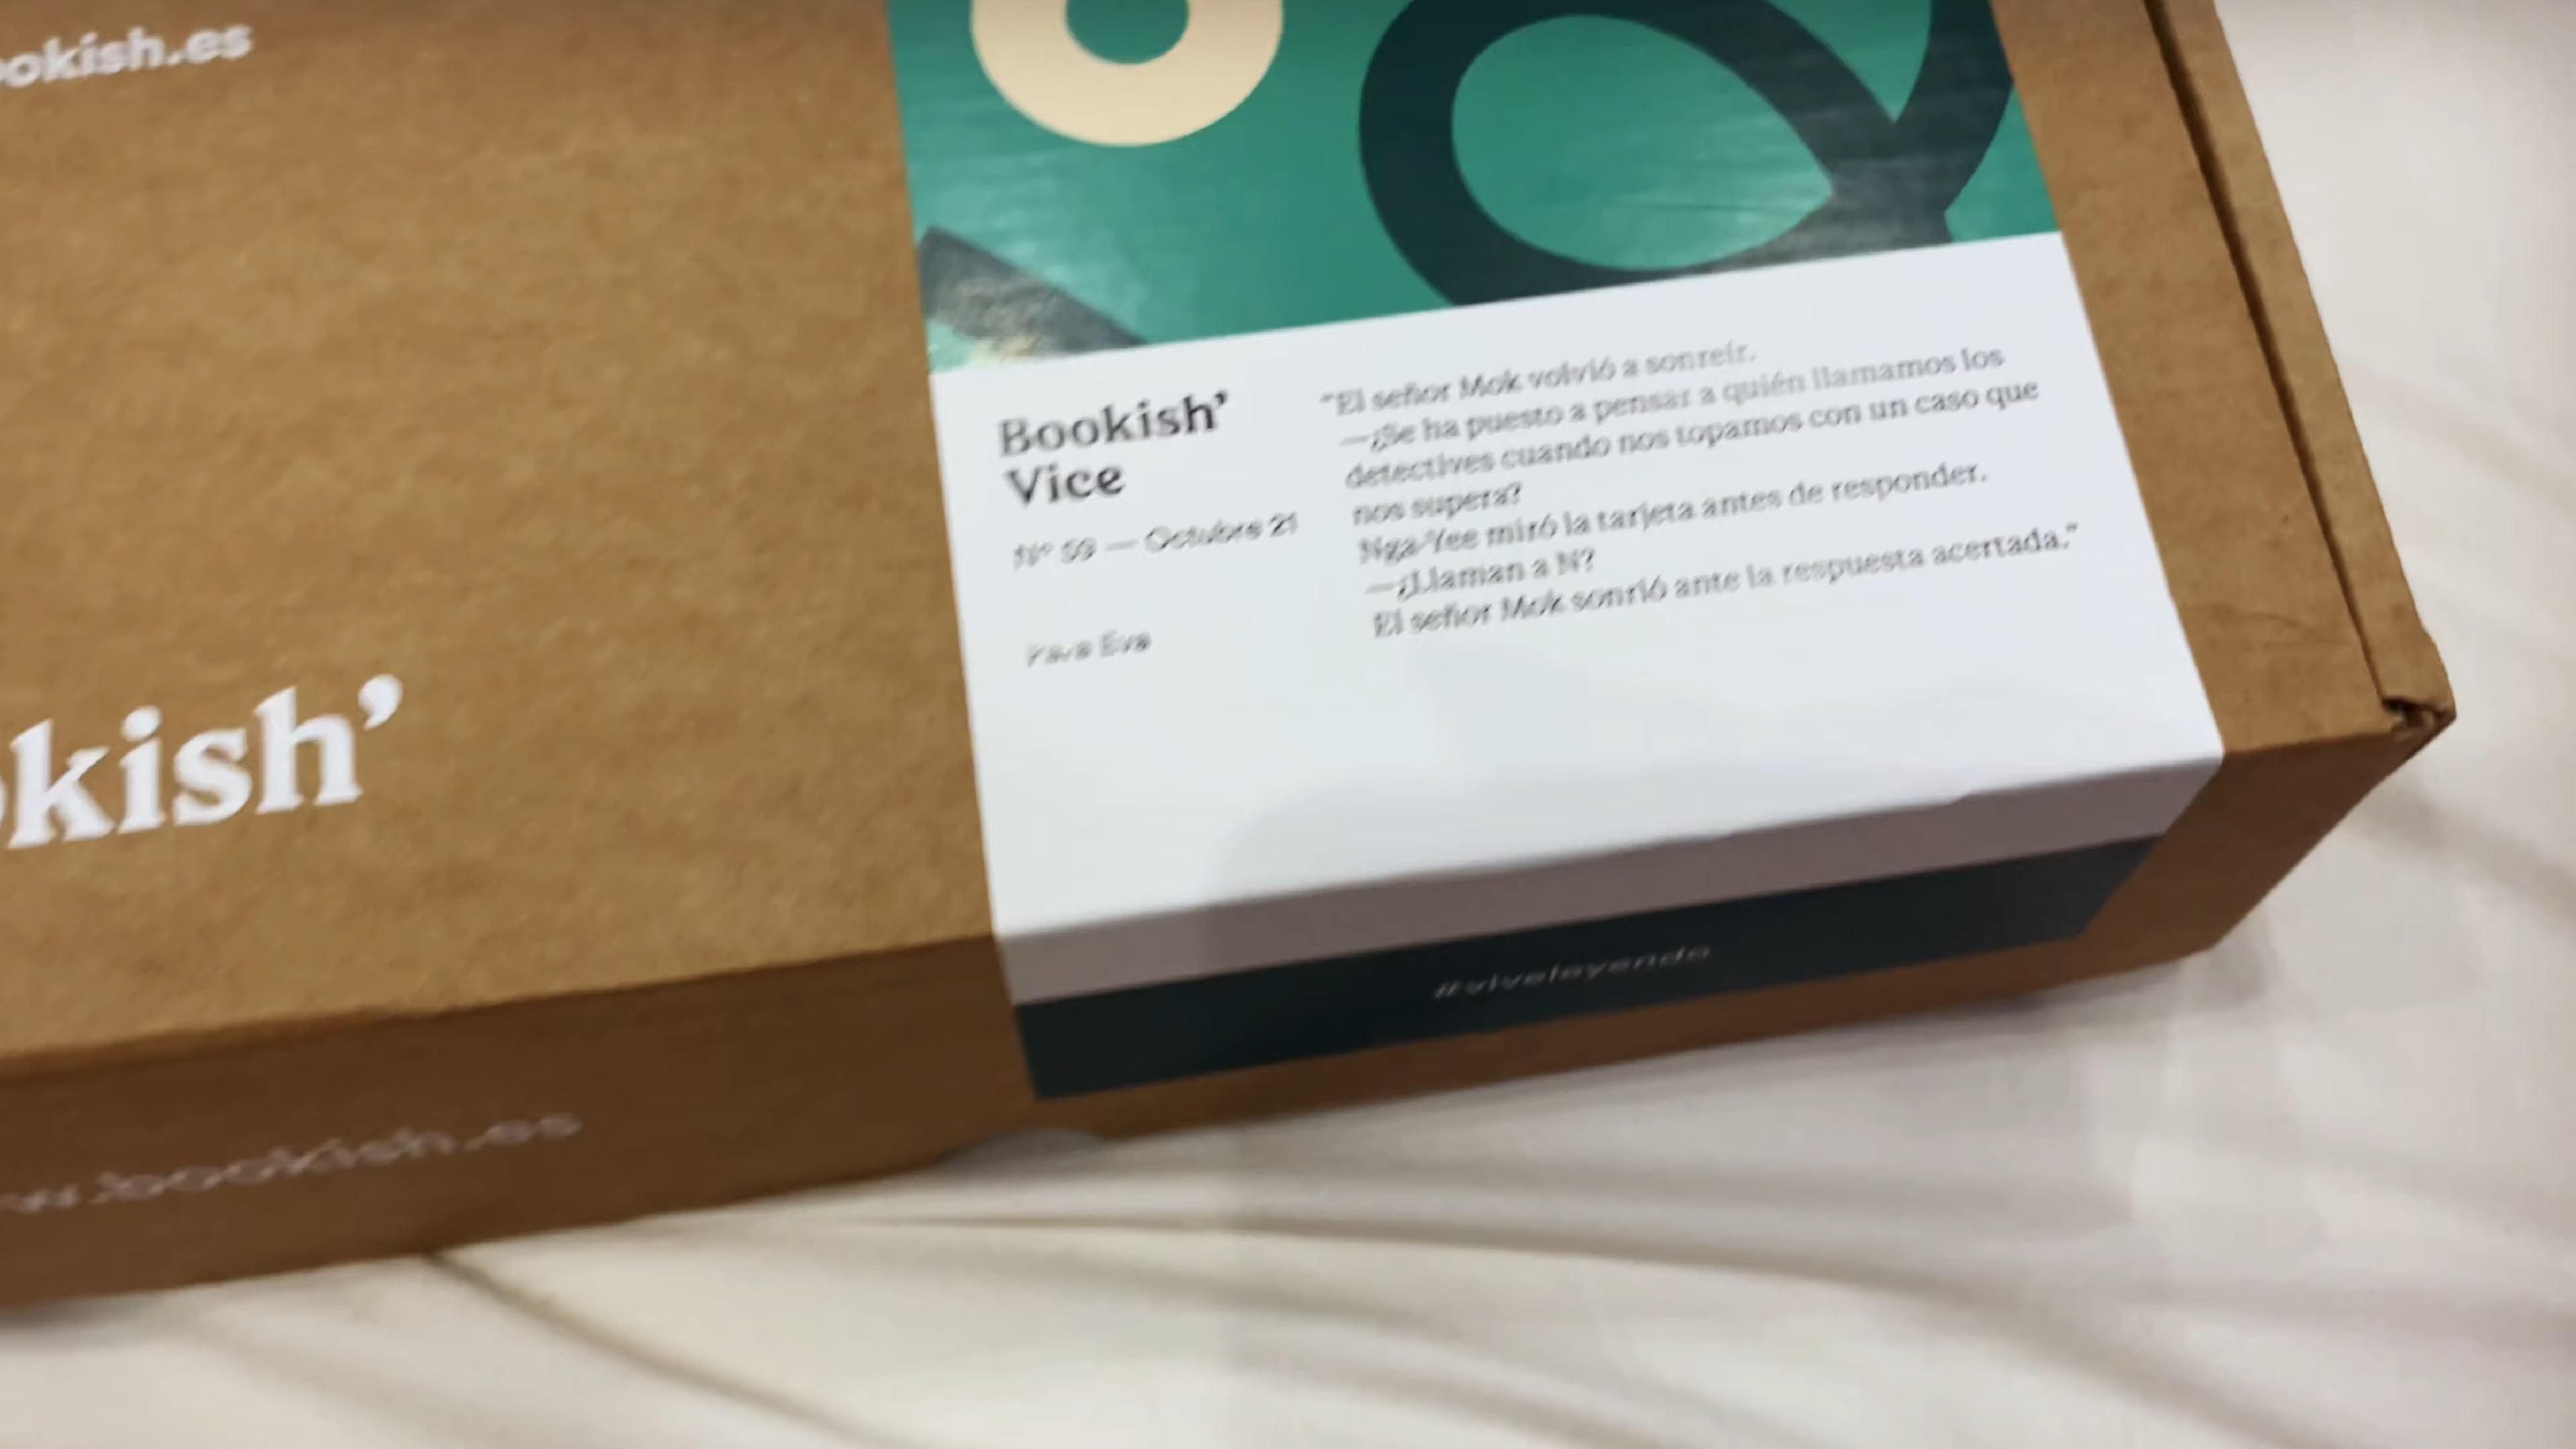 ookish.es
okish’
Bookish’
Vice
Nº 59 — Octubre 21
Para Eva
“El señor Mok volvió a sonreír.
—¿Se ha puesto a pensar a quién llamamos los
detectives cuando nos topamos con un caso que
nos supera?
Nga-Yee miró la tarjeta antes de responder.
—¿Llaman a N?
El señor Mok sonrió ante la respuesta acertada.”
#viveleyendo
w.bookish.es